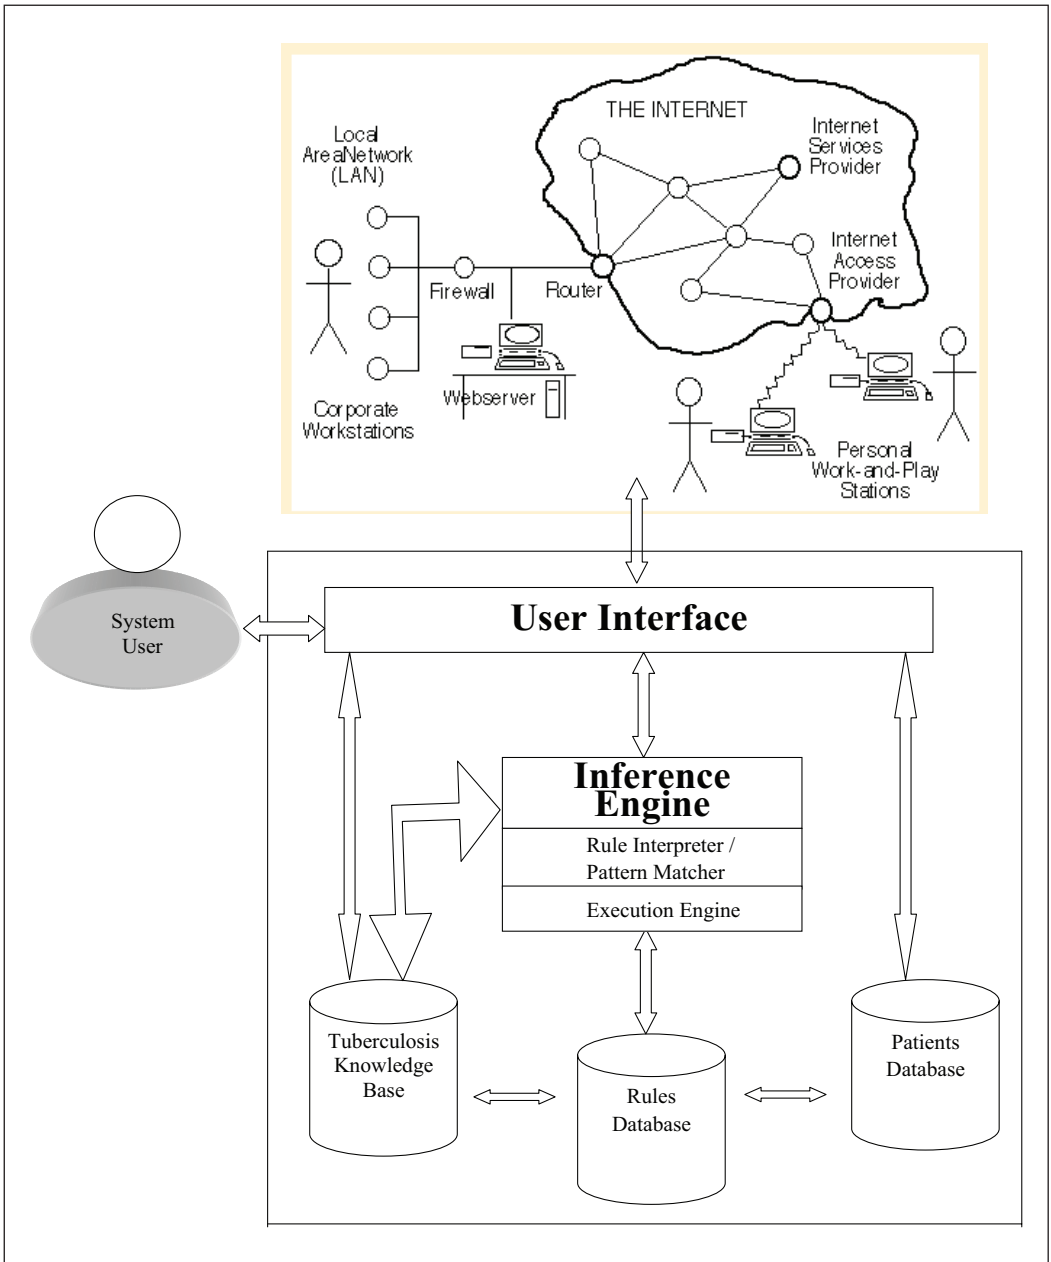 THE INTERNET
Local
AreaNetwork
(LAN)
Internet
Services
Provider
Internet
Access
Provider
Firewall
Router
Webserver
Corporate
Workstations
Personal
Work-and-Play
Stations
System
User
User Interface
Inference
Engine
Rule Interpreter /
Pattern Matcher
Execution Engine
Tuberculosis
Knowledge
Base
Rules
Database
Patients
Database